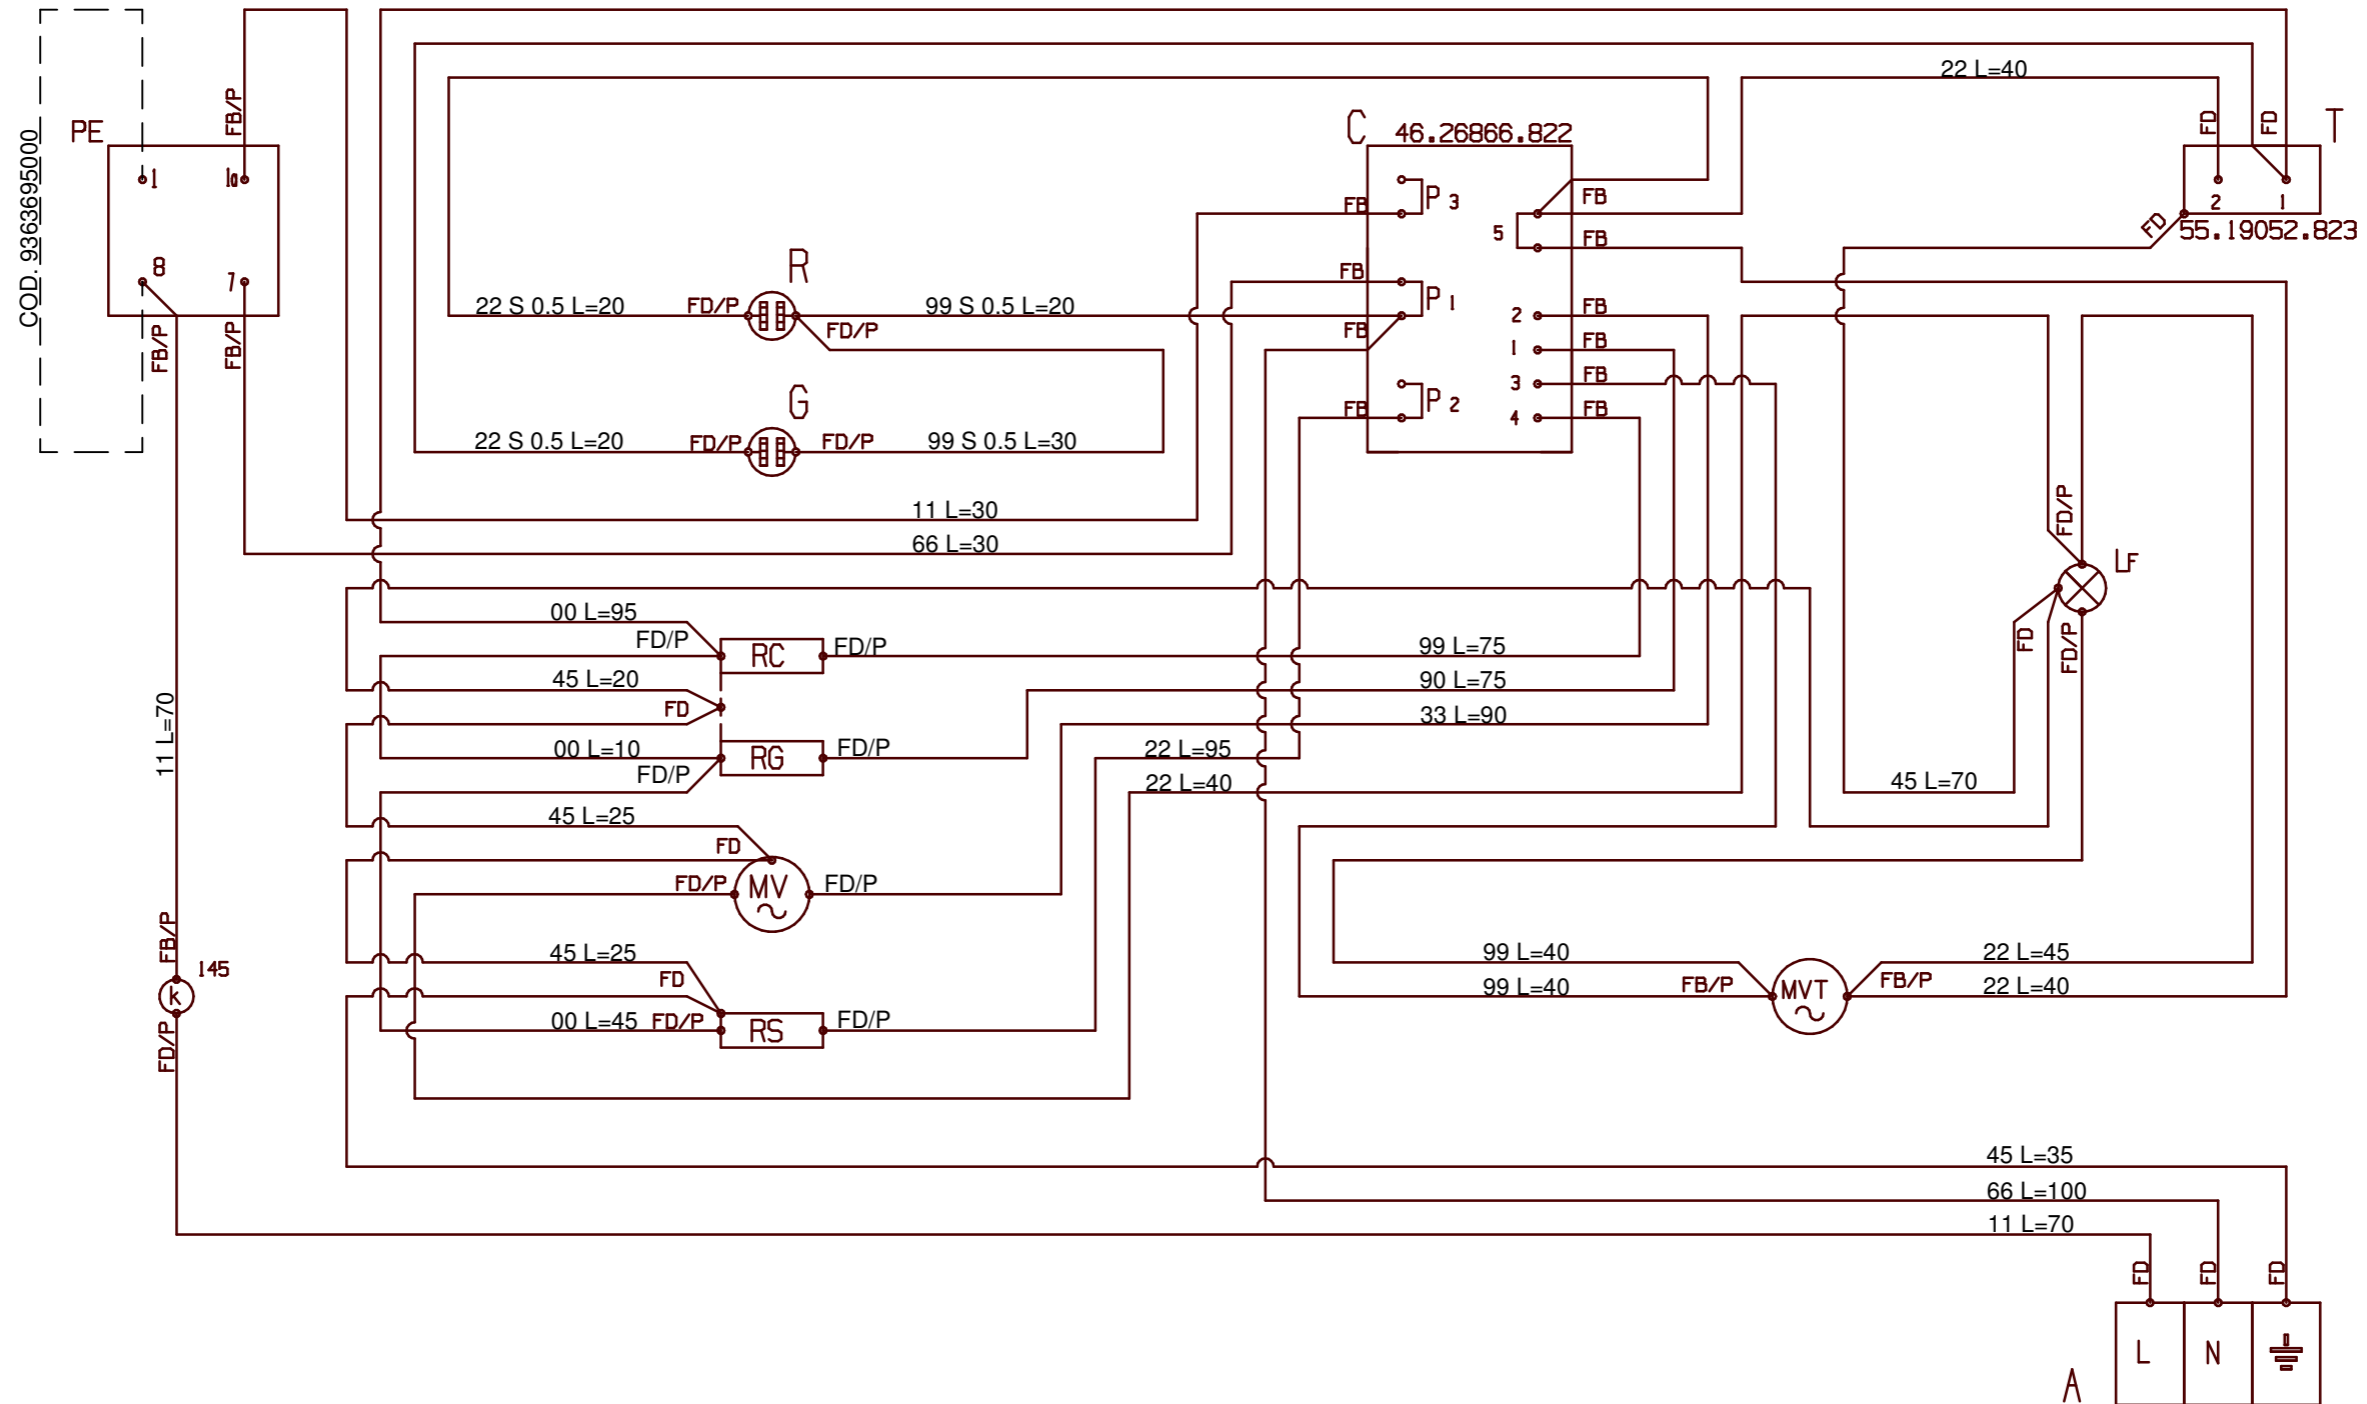 22 L=40
FB/P
COD. 9363695000
PE
C
46.26866.822
T
FD
FD
1
1a
P 3
FB
FB
2
1
5
FD
55.19052.823
R
8
7
FB
FB
22 S 0.5 L=20
FD/P
99 S 0.5 L=20
P 1
2
FB
FB/P
FB/P
FD/P
FB
1
FB
3
FB
G
P 2
FB
4
FB
22 S 0.5 L=20
FD/P
FD/P
99 S 0.5 L=30
11 L=30
FD/P
66 L=30
LF
00 L=95
FD/P
RC
FD/P
99 L=75
FD
FD/P
45 L=20
90 L=75
FD
33 L=90
11 L=70
00 L=10
RG
FD/P
22 L=95
FD/P
22 L=40
45 L=70
45 L=25
FD
FD/P
MV
FD/P
FB/P
45 L=25
99 L=40
22 L=45
145
FD
FB/P
MVT
FB/P
k
99 L=40
22 L=40
00 L=45
FD/P
RS
FD/P
FD/P
45 L=35
66 L=100
11 L=70
FD
FD
FD
L
N
A